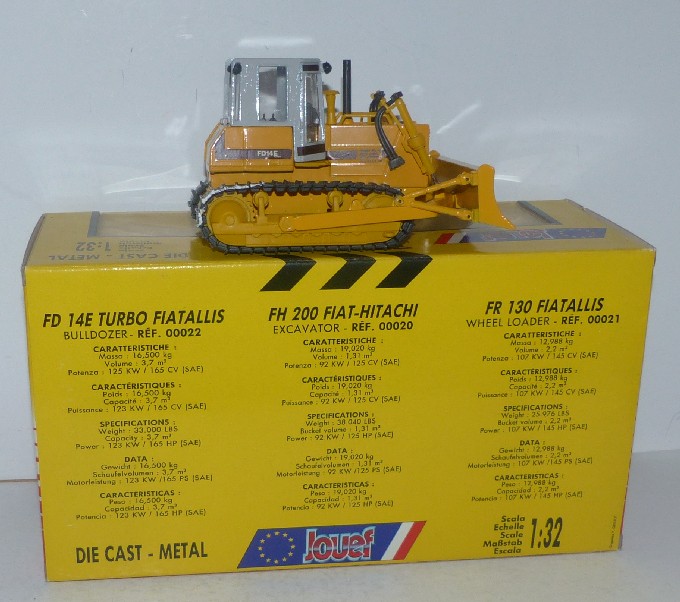 FD14E
DIE CAST - METAL
1:32
FD 14E TURBO FIATALLIS
BULLDOZER - RÉF. 00022
CARATTERISTICHE :
Massa : 16,500 kg
Volume : 3,7 m³
Potenza : 125 KW / 165 CV (SAE)
CARACTÉRISTIQUES :
Poids : 16,500 kg
Capacité : 3,7 m³
Puissance : 123 KW / 165 CV (SAE)
SPECIFICATIONS :
Weight : 33,000 LBS
Capacity : 3,7 m³
Power : 123 KW / 165 HP (SAE)
DATA :
Gewicht : 16,500 kg
Schaufelvolumen : 3,7 m³
Motorleistung : 123 KW / 165 PS (SAE)
CARACTERISTICAS :
Peso : 16,500 kg
Capacidad : 3,7 m³
Potencia : 123 KW / 165 HP (SAE)
FH 200 FIAT-HITACHI
EXCAVATOR - RÉF. 00020
CARATTERISTICHE :
Massa : 19,020 kg
Volume : 1,31 m³
Potenza : 92 KW / 125 CV (SAE)
CARACTÉRISTIQUES :
Poids : 19,020 kg
Capacité : 1,31 m³
Puissance : 92 KW / 125 CV (SAE)
SPECIFICATIONS :
Weight : 38 040 LBS
Bucket volume : 1,31 m³
Power : 92 KW / 125 HP (SAE)
DATA :
Gewicht : 19,020 kg
Schaufelvolumen : 1,31 m³
Motorleistung : 92 KW / 125 PS (SAE)
CARACTERISTICAS :
Peso : 19,020 kg
Capacidad : 1,31 m³
Potencia : 92 KW / 125 HP (SAE)
FR 130 FIATALLIS
WHEEL LOADER - RÉF. 00021
CARATTERISTICHE :
Massa : 12,988 kg
Volume : 2,2 m³
Potenza : 107 KW / 145 CV (SAE)
CARACTÉRISTIQUES :
Poids : 12,988 kg
Capacité : 2,2 m³
Puissance : 107 KW / 145 CV (SAE)
SPECIFICATIONS :
Weight : 25-976 LBS
Bucket volume : 2,2 m³
Power : 107 KW / 145 HP (SAE)
DATA :
Gewicht : 12,988 kg
Schaufelvolumen : 2,2 m³
Motorleistung : 107 KW / 145 PS (SAE)
CARACTERISTICAS :
Peso : 12,988 kg
Capacidad : 2,2 m³
Potencia : 107 KW / 145 HP (SAE)
DIE CAST - METAL
Jouef
Scala
Echelle
Scale
Maßstab
Escala
1:32